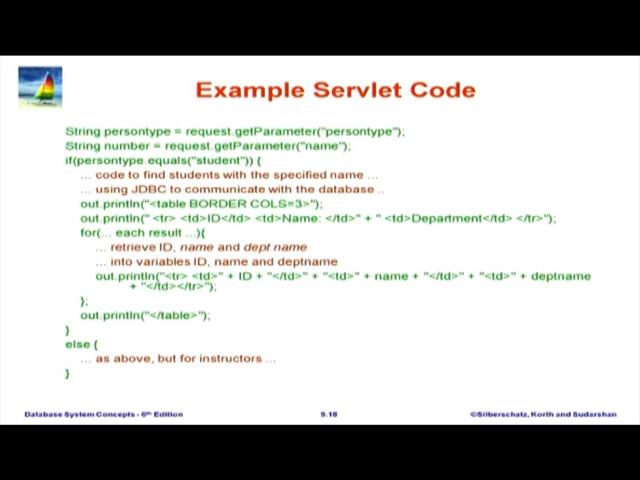 Example Servlet Code
String persontype = request.getParameter("persontype");
String number = request.getParameter("name");
if(persontype.equals("student")) {
... code to find students with the specified name ...
... using JDBC to communicate with the database ..
out.println("<table BORDER COLS=3>");
out.println(" <tr> <td>ID</td> <td>Name: </td>" + " <td>Department</td> </tr>");
for(... each result ...){
... retrieve ID, name and dept name
... into variables ID, name and deptname
out.println("<tr> <td>" + ID + "</td>" + "<td>" + name + "</td>" + "<td>" + deptname
+ "</td></tr>");
};
out.println("</table>");
}
else {
... as above, but for instructors ...
}
Database System Concepts - 6th Edition
9.18
©Silberschatz, Korth and Sudarshan